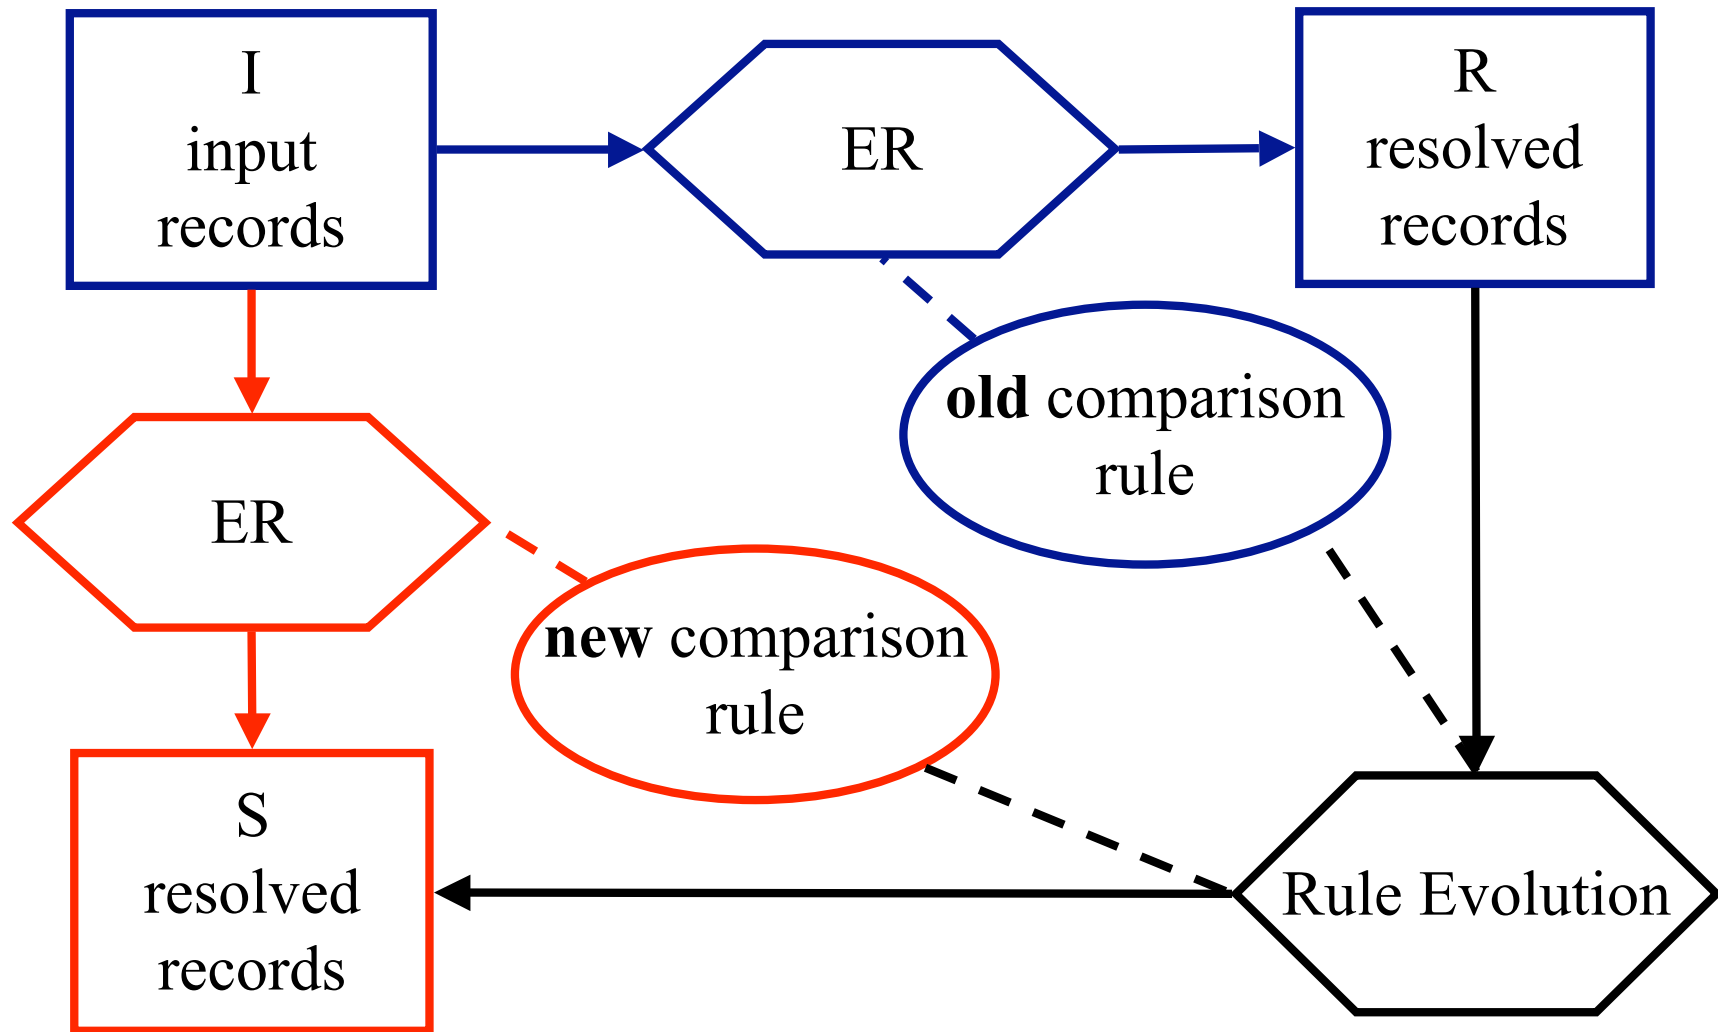 I
input
records
ER
R
resolved
records
old comparison
rule
ER
new comparison
rule
S
resolved
records
Rule Evolution